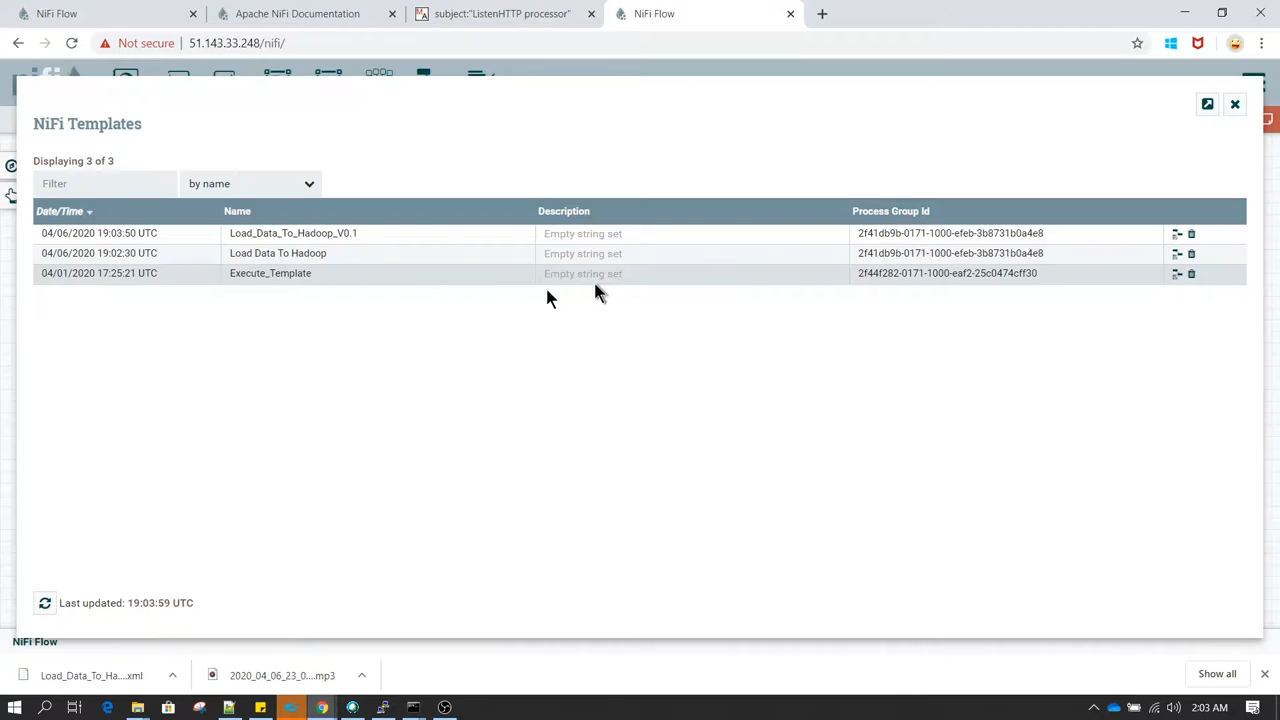 NiFi Flow
Apache NiFi Documentation
subject:"ListenHTTP processor"
NiFi Flow
Not secure 51.143.33.248/nifi/
NiFi Templates
Displaying 3 of 3
Filter by name
Date/Time Name Description Process Group Id
04/06/2020 19:03:50 UTC Load_Data_To_Hadoop_V0.1 Empty string set 2f41db9b-0171-1000-efeb-3b8731b0a4e8
04/06/2020 19:02:30 UTC Load Data To Hadoop Empty string set 2f41db9b-0171-1000-efeb-3b8731b0a4e8
04/01/2020 17:25:21 UTC Execute_Template Empty string set 2f44f282-0171-1000-eaf2-25c0474cff30
Last updated: 19:03:59 UTC
NiFi Flow
Load_Data_To_Ha....xml
2020_04_06_23_0....mp3
Show all
2:03 AM